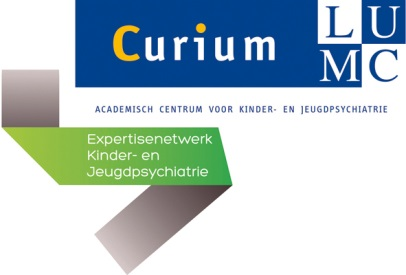 Curium
L U
M C
ACADEMISCH CENTRUM VOOR KINDER- EN JEUGDPSYCHIATRIE
Expertisenetwerk
Kinder- en
Jeugdpsychiatrie